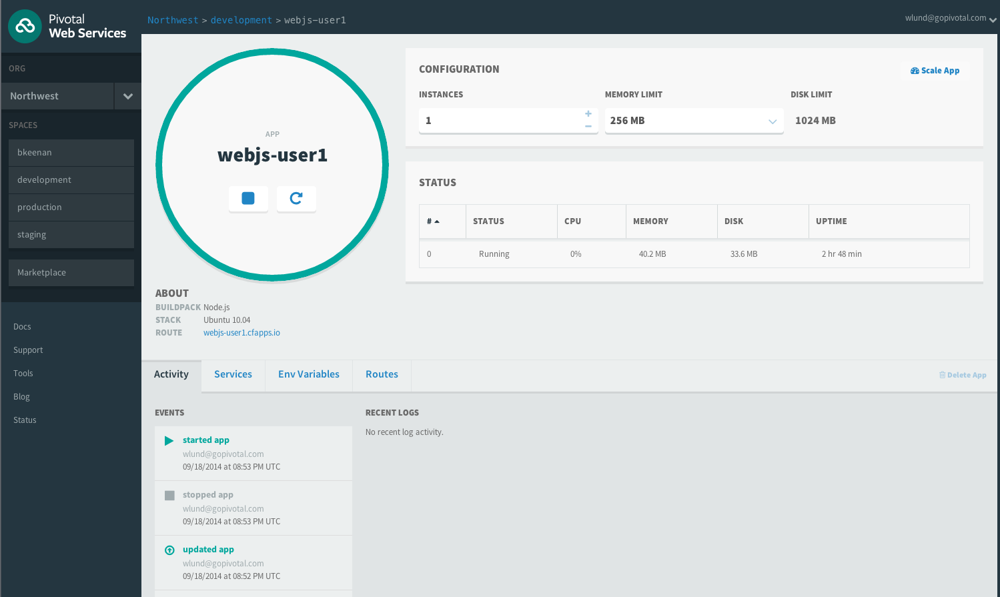 Pivotal
Web Services
Northwest > development > webjs-user1
wlund@gopivotal.com
ORG
Northwest
SPACES
bkeenan
development
production
staging
Marketplace
Docs
Support
Tools
Blog
Status
APP
webjs-user1
CONFIGURATION
Scale App
INSTANCES MEMORY LIMIT DISK LIMIT
1 256 MB 1024 MB
STATUS
# STATUS CPU MEMORY DISK UPTIME
0 Running 0% 40.2 MB 33.6 MB 2 hr 48 min
ABOUT
BUILDPACK Node.js
STACK Ubuntu 10.04
ROUTE webjs-user1.cfapps.io
Activity Services Env Variables Routes Delete App
EVENTS
started app
wlund@gopivotal.com
09/18/2014 at 08:53 PM UTC
stopped app
wlund@gopivotal.com
09/18/2014 at 08:53 PM UTC
updated app
wlund@gopivotal.com
09/18/2014 at 08:52 PM UTC
RECENT LOGS
No recent log activity.